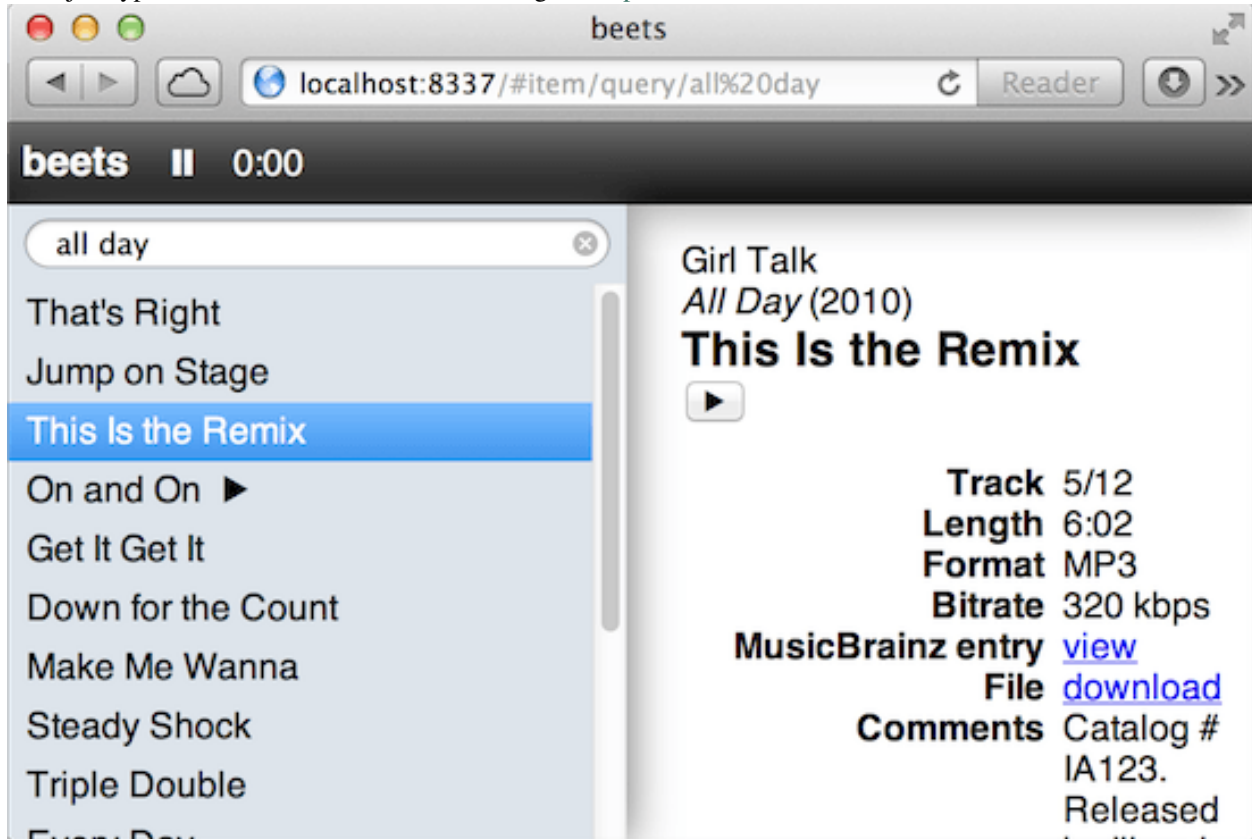 beets
localhost:8337/#item/query/all%20day
Reader
beets 0:00
all day
That's Right
Jump on Stage
This Is the Remix
On and On
Get It Get It
Down for the Count
Make Me Wanna
Steady Shock
Triple Double
Girl Talk
All Day (2010)
This Is the Remix
Track 5/12
Length 6:02
Format MP3
Bitrate 320 kbps
MusicBrainz entry view
File download
Comments Catalog #
IA123.
Released